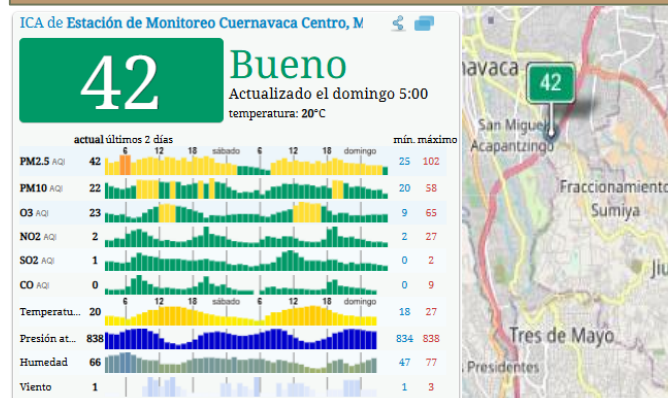 ICA de Estación de Monitoreo Cuernavaca Centro, M
42
Bueno
Actualizado el domingo 5:00
temperatura: 20°C
actual últimos 2 días mín. máximo
6 12 18 sábado 6 12 18 domingo
PM2.5 AQI 42 25 102
PM10 AQI 22 20 58
O3 AQI 23 9 65
NO2 AQI 2 2 27
SO2 AQI 1 0 2
CO AQI 0 0 9
6 12 18 sábado 6 12 18 domingo
Temperatu... 20 18 27
Presión at... 838 834 838
Humedad 66 47 77
Viento 1 1 3
navaca
42
San Miguel
Acapantzingo
Fraccionamiento
Sumiya
Jiu
Tres de Mayo
Presidentes